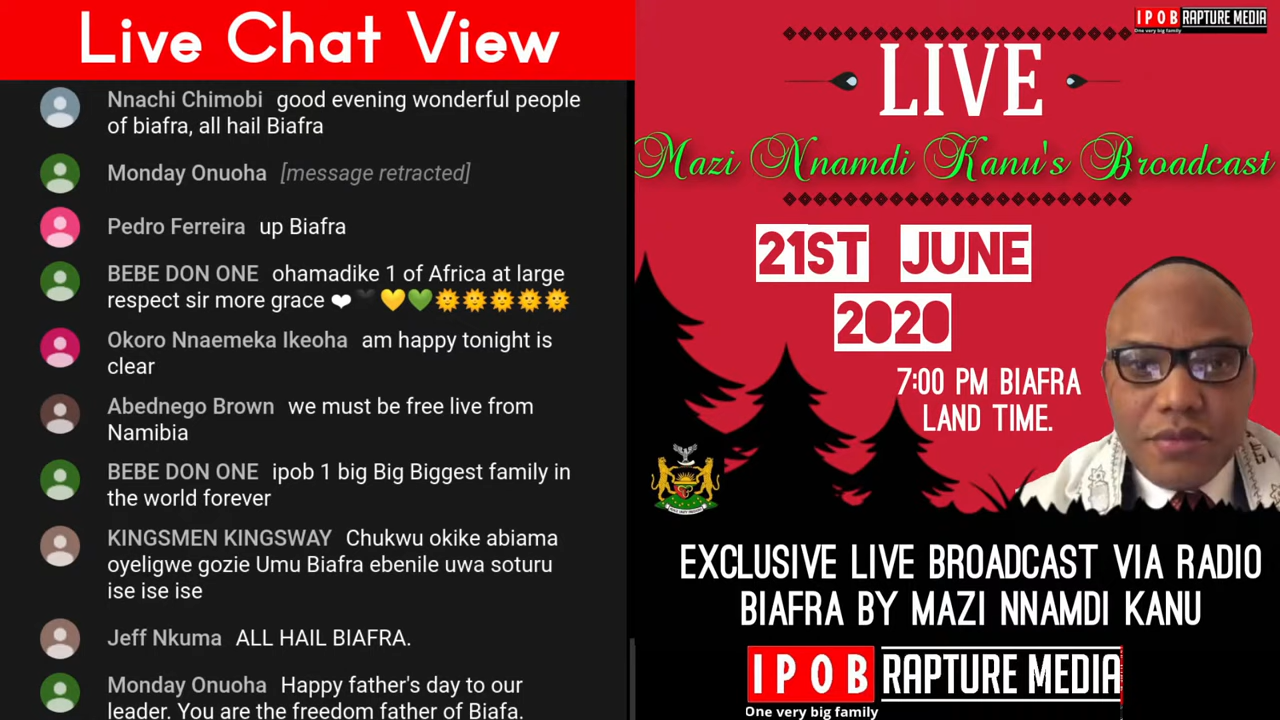 Live Chat View
Nnachi Chimobi good evening wonderful people
of biafra, all hail Biafra
Monday Onuoha [message retracted]
Pedro Ferreira up Biafra
BEBE DON ONE ohamadike 1 of Africa at large
respect sir more grace ❤🖤💛💚🌞🌞🌞🌞🌞
Okoro Nnaemeka Ikeoha am happy tonight is
clear
Abednego Brown we must be free live from
Namibia
BEBE DON ONE ipob 1 big Big Biggest family in
the world forever
KINGSMEN KINGSWAY Chukwu okike abiama
oyeligwe gozie Umu Biafra ebenile uwa soturu
ise ise ise
Jeff Nkuma ALL HAIL BIAFRA.
Monday Onuoha Happy father's day to our
leader. You are the freedom father of Biafa.
IPOB RAPTURE MEDIA
One very big family
LIVE
Mazi Nnamdi Kanu's Broadcast
21ST JUNE
2020
7:00 PM BIAFRA
LAND TIME.
EXCLUSIVE LIVE BROADCAST VIA RADIO
BIAFRA BY MAZI NNAMDI KANU
IPOB RAPTURE MEDIA
One very big family